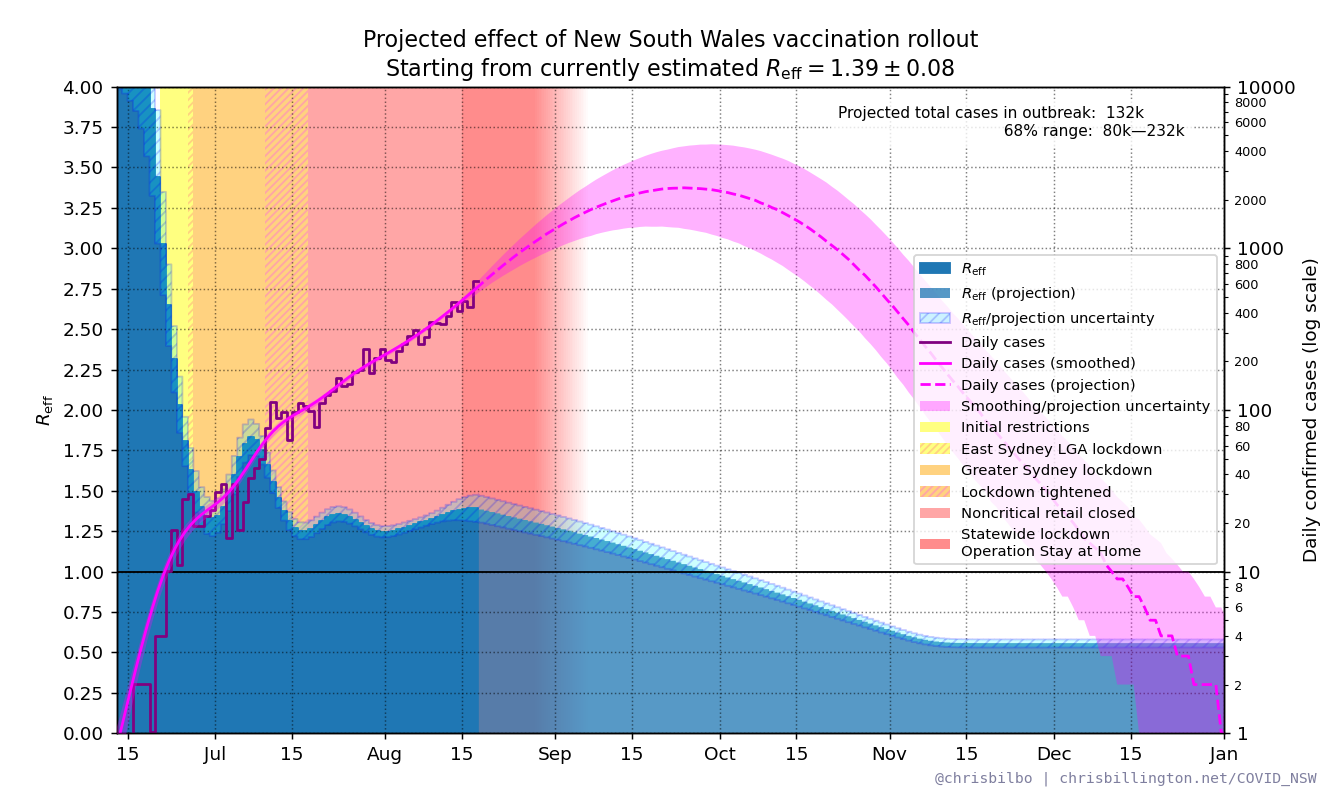 Projected effect of New South Wales vaccination rollout
Starting from currently estimated Reff = 1.39 ± 0.08
Projected total cases in outbreak: 132k
68% range: 80k—232k
4.00
3.75
3.50
3.25
3.00
2.75
2.50
2.25
2.00
1.75
1.50
1.25
1.00
0.75
0.50
0.25
0.00
Reff
10000
8000
6000
4000
2000
1000
800
600
400
200
100
80
60
40
20
10
8
6
4
2
1
Daily confirmed cases (log scale)
Reff
Reff (projection)
Reff/projection uncertainty
Daily cases
Daily cases (smoothed)
Daily cases (projection)
Smoothing/projection uncertainty
Initial restrictions
East Sydney LGA lockdown
Greater Sydney lockdown
Lockdown tightened
Noncritical retail closed
Statewide lockdown
Operation Stay at Home
15 Jul 15 Aug 15 Sep 15 Oct 15 Nov 15 Dec 15 Jan
@chrisbilbo | chrisbillington.net/COVID_NSW